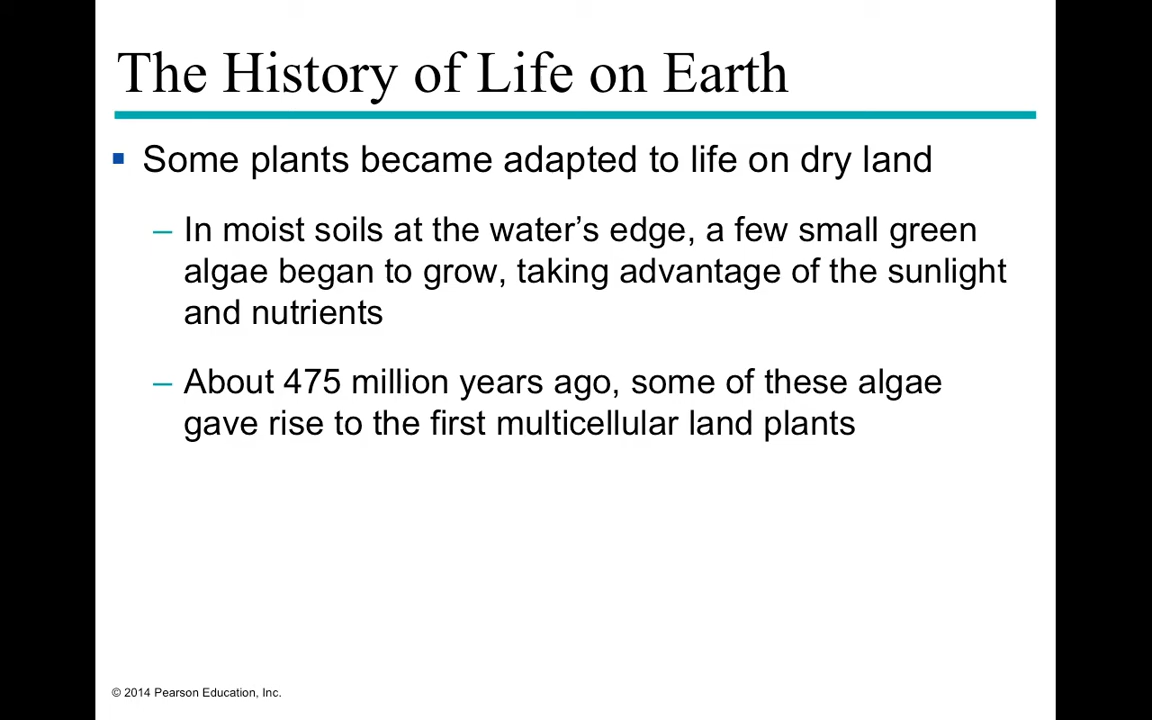 The History of Life on Earth
▪ Some plants became adapted to life on dry land
– In moist soils at the water’s edge, a few small green
algae began to grow, taking advantage of the sunlight
and nutrients
– About 475 million years ago, some of these algae
gave rise to the first multicellular land plants
© 2014 Pearson Education, Inc.